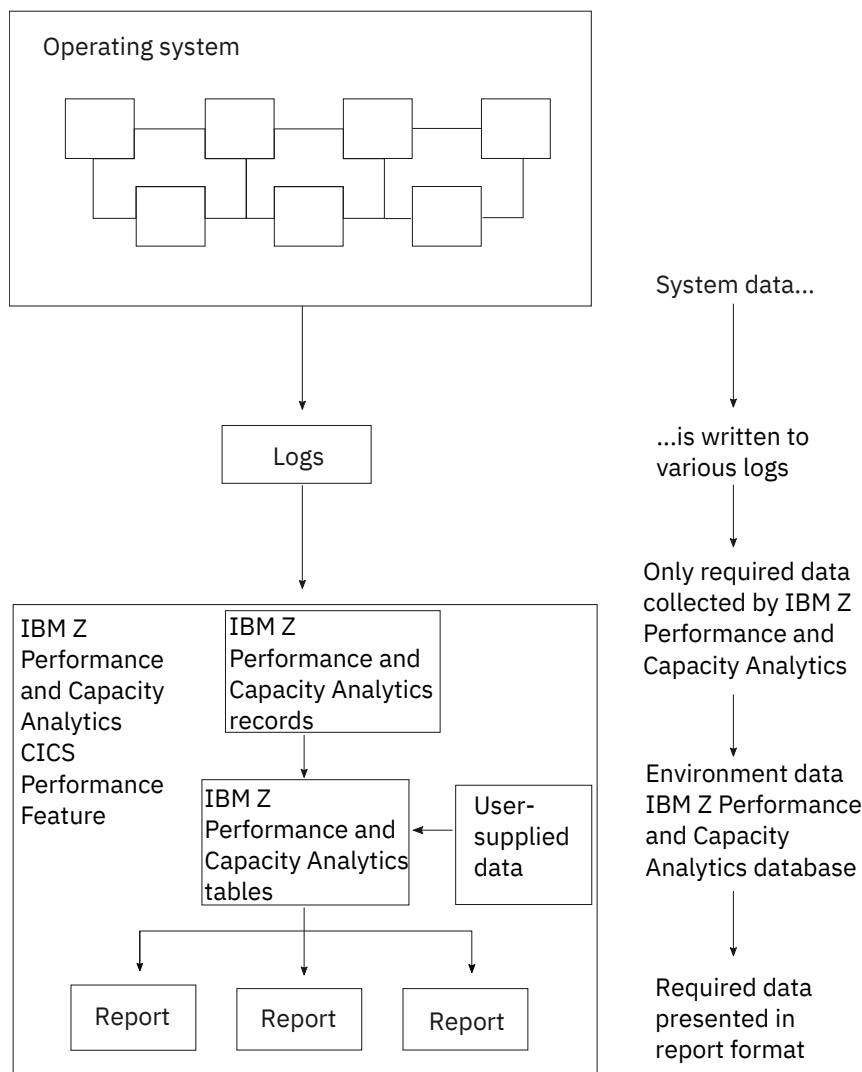 Operating system
System data...
Logs
...is written to
various logs
Only required data
collected by IBM Z
Performance and
Capacity Analytics
IBM Z
Performance
and Capacity
Analytics
CICS
Performance
Feature
IBM Z
Performance and
Capacity Analytics
records
IBM Z
Performance and
Capacity Analytics
tables
User-
supplied
data
Environment data
IBM Z Performance
and Capacity
Analytics database
Report
Report
Report
Required data
presented in
report format